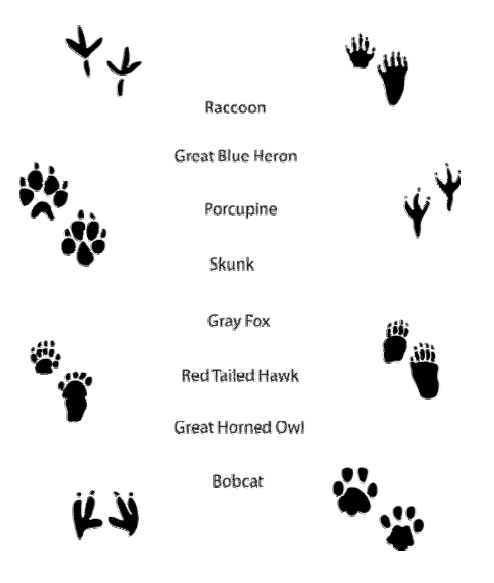 Raccoon
Great Blue Heron
Porcupine
Skunk
Gray Fox
Red Tailed Hawk
Great Horned Owl
Bobcat